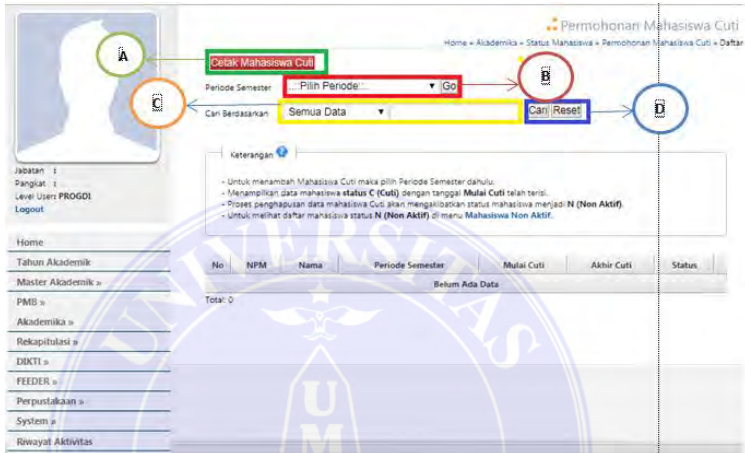 Permohonan Mahasiswa Cuti
Home » Akademika » Status Mahasiswa » Permohonan Mahasiswa Cuti » Daftar
A
Cetak Mahasiswa Cuti
B
Periode Semester ...:Pilih Periode:... Go
C
Cari Berdasarkan Semua Data Cari Reset
D
Keterangan
- Untuk menambah Mahasiswa Cuti maka pilih Periode Semester dahulu.
- Menampilkan data mahasiswa status C (Cuti) dengan tanggal Mulai Cuti telah terisi.
- Proses penghapusan data mahasiswa Cuti akan mengakibatkan status mahasiswa menjadi N (Non Aktif).
- Untuk melihat daftar mahasiswa status N (Non Aktif) di menu Mahasiswa Non Aktif.
Jabatan :
Pangkat :
Level User: PROGDI
Logout
Home
Tahun Akademik
Master Akademik »
PMB »
Akademika »
Rekapitulasi »
DIKTI »
FEEDER »
Perpustakaan »
System »
Riwayat Aktivitas
No NPM Nama Periode Semester Mulai Cuti Akhir Cuti Status
Belum Ada Data
Total: 0
UNIVERSITAS
U
M